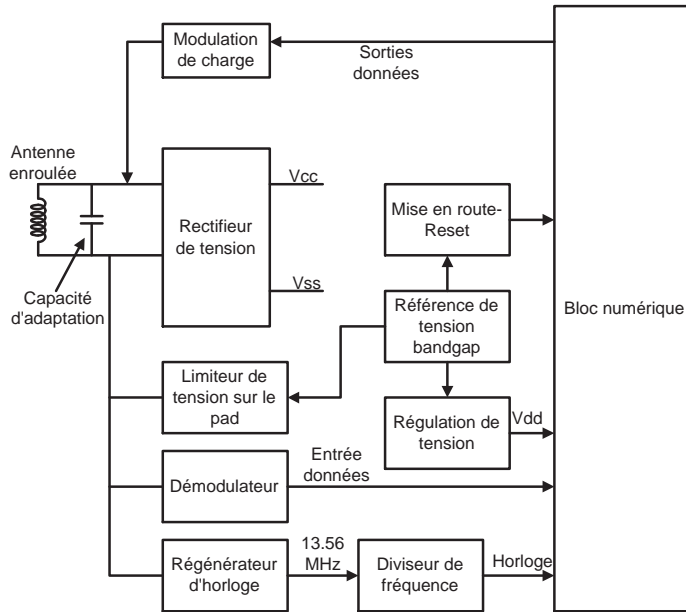 Modulation
de charge
Sorties
données
Antenne
enroulée
Vcc
Rectifieur
de tension
Mise en route-
Reset
Vss
Capacité
d'adaptation
Référence de
tension
bandgap
Bloc numérique
Limiteur de
tension sur le
pad
Régulation de
tension
Vdd
Entrée
données
Démodulateur
13.56
MHz
Régénérateur
d'horloge
Diviseur de
fréquence
Horloge